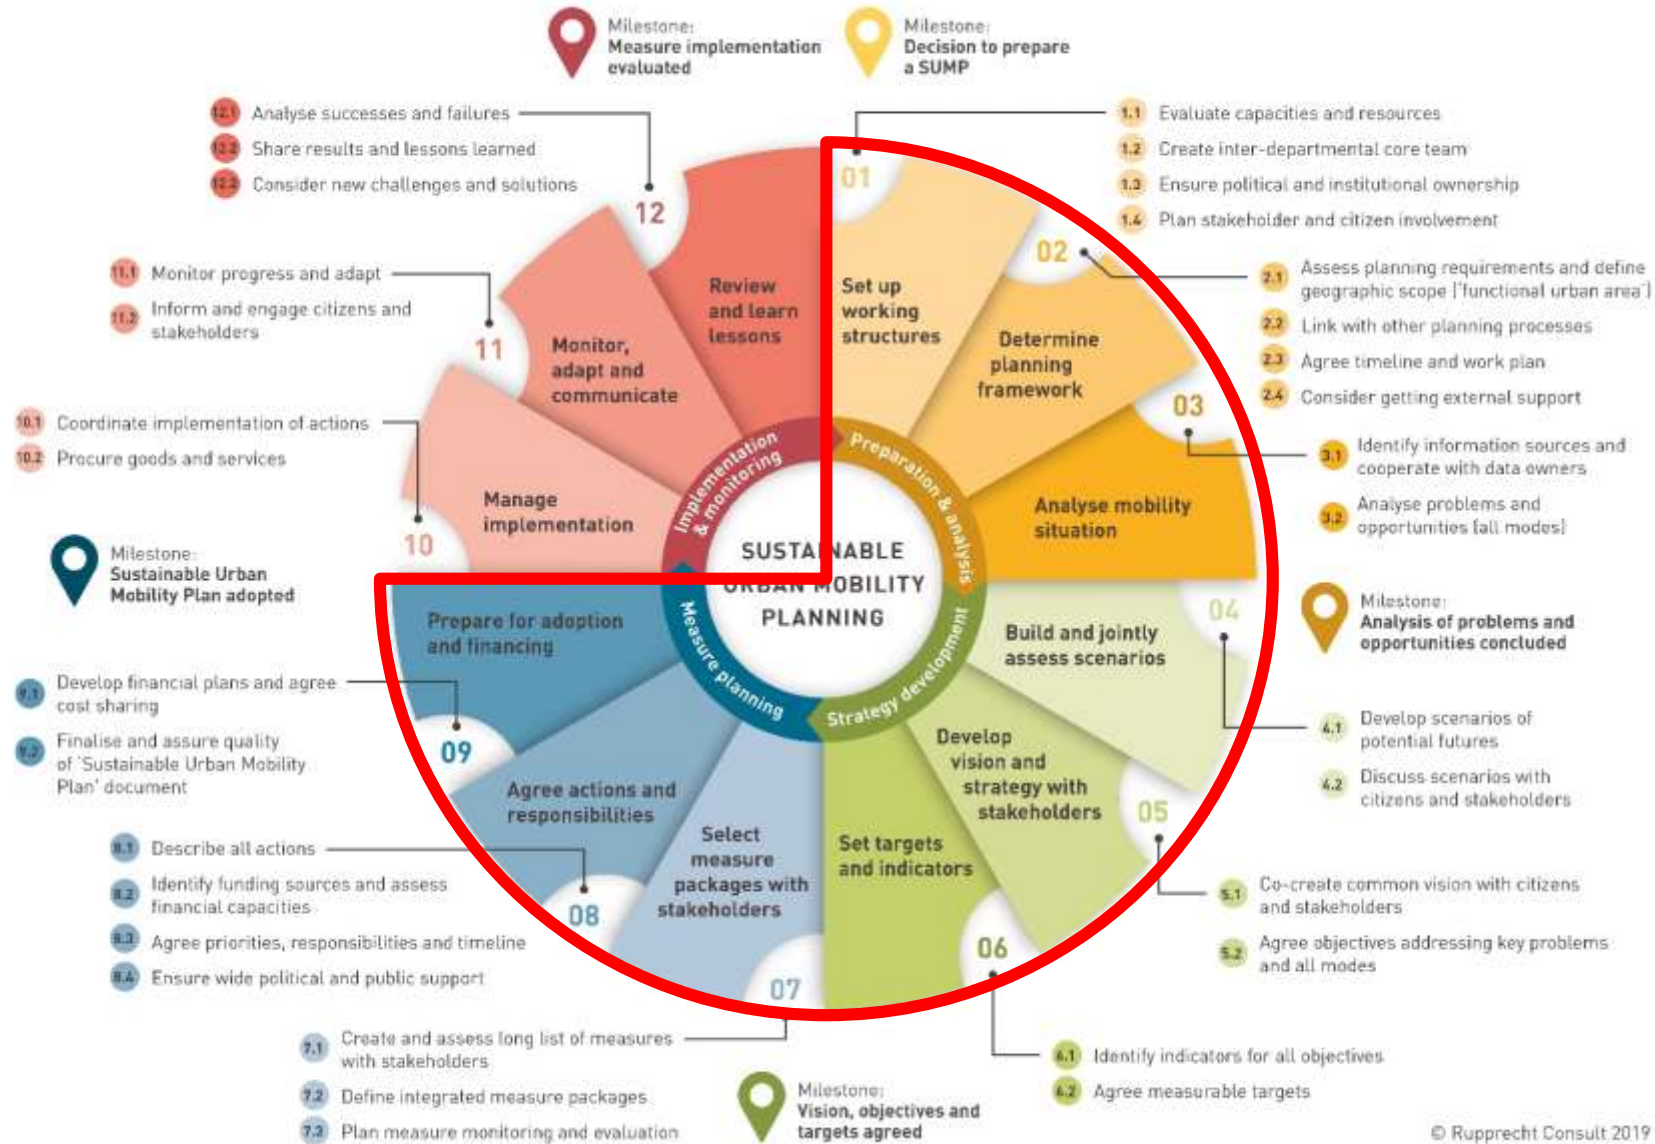 Milestone:
Measure implementation
evaluated
Milestone:
Decision to prepare
a SUMP
12.1 Analyse successes and failures
12.2 Share results and lessons learned
12.3 Consider new challenges and solutions
1.1 Evaluate capacities and resources
1.2 Create inter-departmental core team
1.3 Ensure political and institutional ownership
1.4 Plan stakeholder and citizen involvement
11.1 Monitor progress and adapt
11.2 Inform and engage citizens and
stakeholders
2.1 Assess planning requirements and define
geographic scope ('functional urban area')
2.2 Link with other planning processes
2.3 Agree timeline and work plan
2.4 Consider getting external support
10.1 Coordinate implementation of actions
10.2 Procure goods and services
3.1 Identify information sources and
cooperate with data owners
3.2 Analyse problems and
opportunities (all modes)
Milestone:
Sustainable Urban
Mobility Plan adopted
Milestone:
Analysis of problems and
opportunities concluded
01
Set up
working
structures
02
Determine
planning
framework
03
Analyse mobility
situation
04
Build and jointly
assess scenarios
05
Develop
vision and
strategy with
stakeholders
06
Set targets
and indicators
07
Select
measure
packages with
stakeholders
08
Agree actions and
responsibilities
09
Prepare for adoption
and financing
10
Manage
implementation
11
Monitor,
adapt and
communicate
12
Review
and learn
lessons
Preparation & analysis
Strategy development
Measure planning
Implementation
& monitoring
SUSTAINABLE
URBAN MOBILITY
PLANNING
9.1 Develop financial plans and agree
cost sharing
9.2 Finalise and assure quality
of 'Sustainable Urban Mobility
Plan' document
4.1 Develop scenarios of
potential futures
4.2 Discuss scenarios with
citizens and stakeholders
8.1 Describe all actions
8.2 Identify funding sources and assess
financial capacities
8.3 Agree priorities, responsibilities and timeline
8.4 Ensure wide political and public support
5.1 Co-create common vision with citizens
and stakeholders
5.2 Agree objectives addressing key problems
and all modes
7.1 Create and assess long list of measures
with stakeholders
7.2 Define integrated measure packages
7.3 Plan measure monitoring and evaluation
Milestone:
Vision, objectives and
targets agreed
6.1 Identify indicators for all objectives
6.2 Agree measurable targets
© Rupprecht Consult 2019